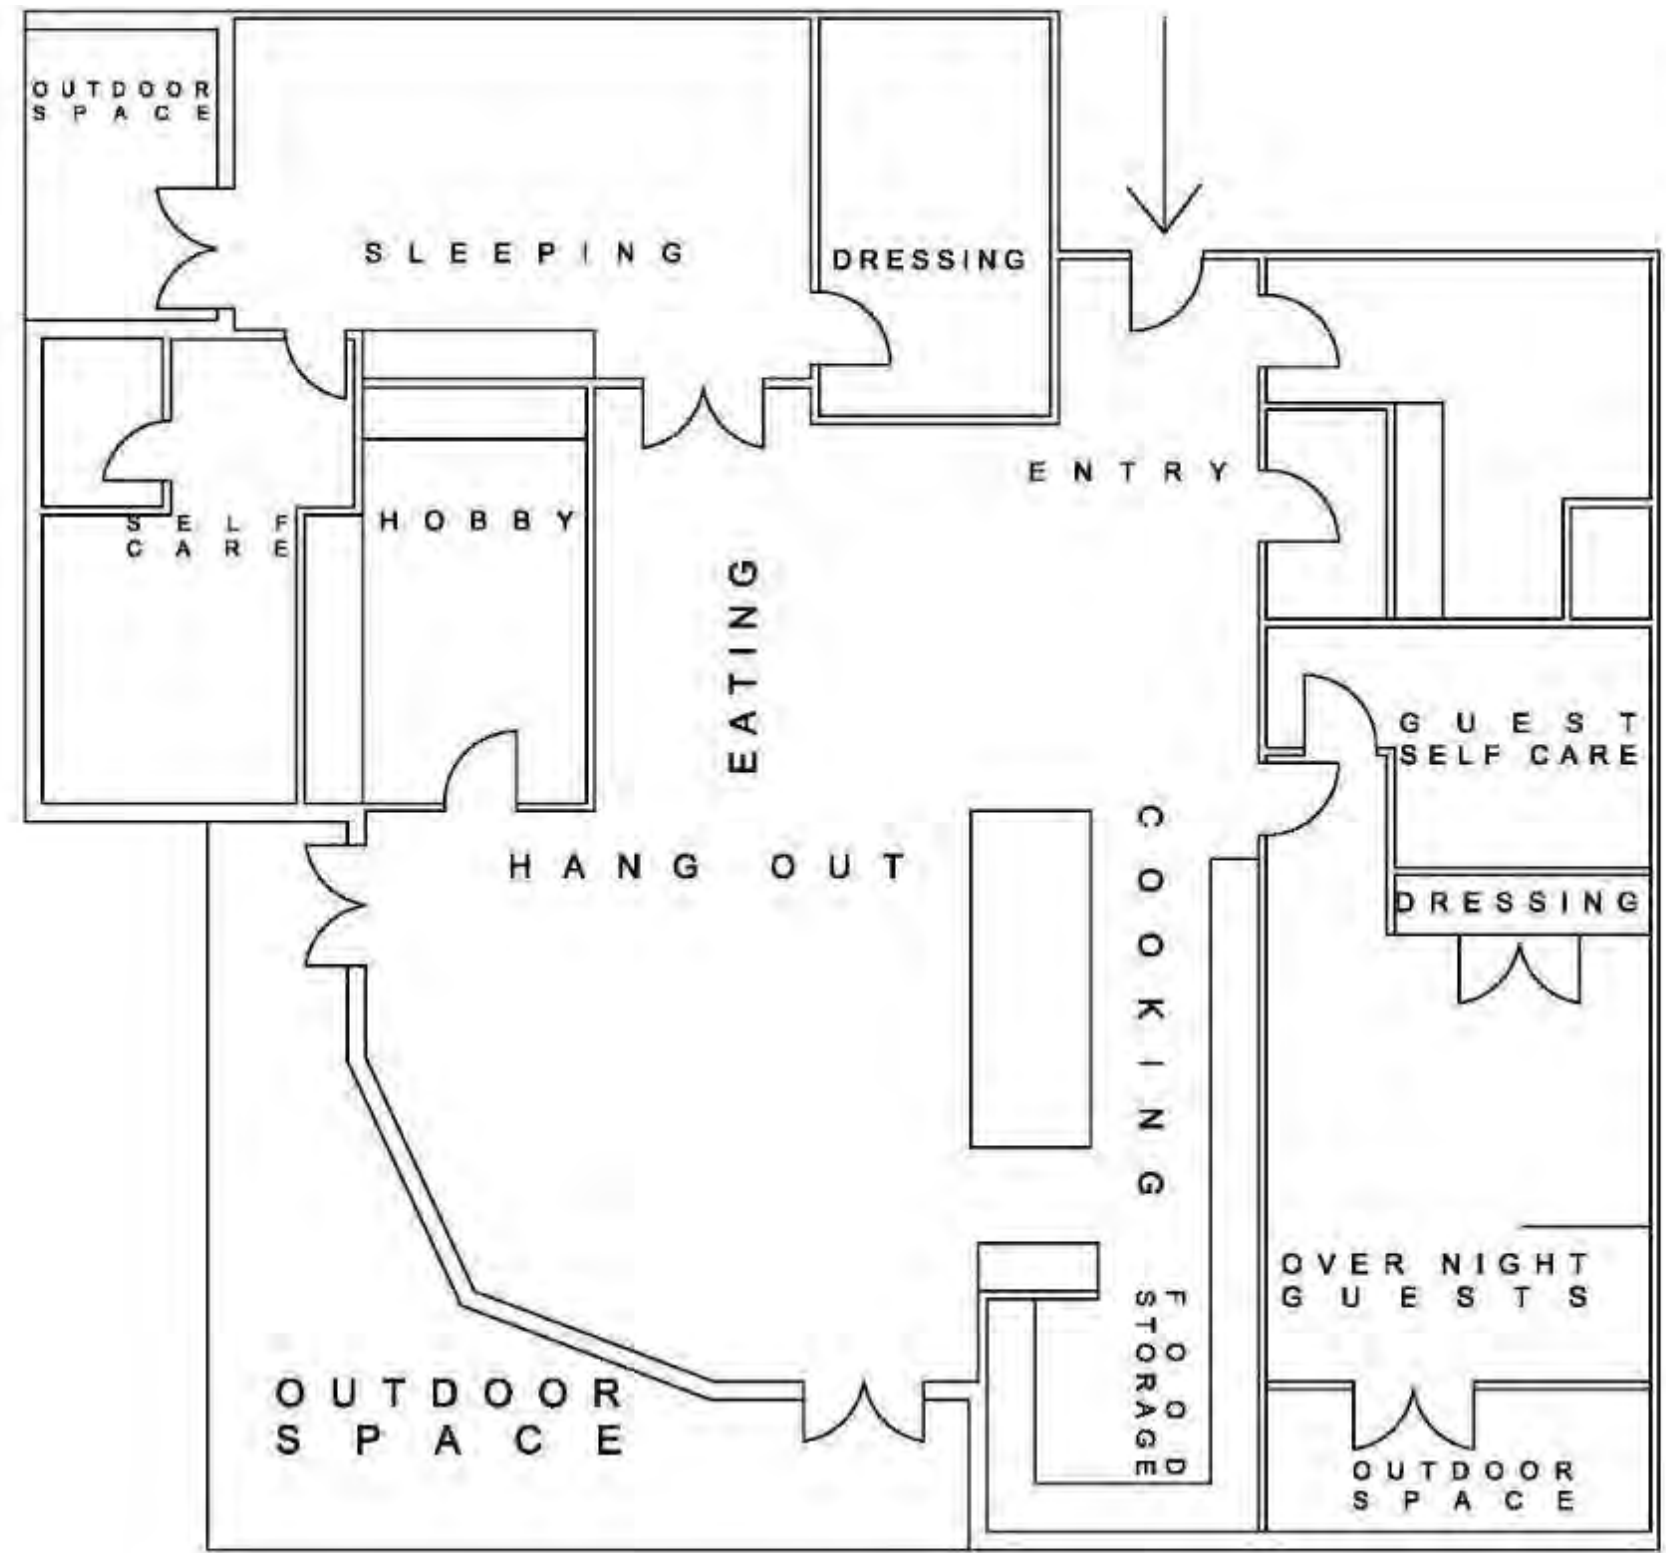 OUTDOOR
SPACE
SLEEPING
DRESSING
ENTRY
SELF
CARE
HOBBY
EATING
GUEST
SELF CARE
HANG OUT
COOKING
DRESSING
OVER NIGHT
GUESTS
FOOD
STORAGE
OUTDOOR
SPACE
OUTDOOR
SPACE